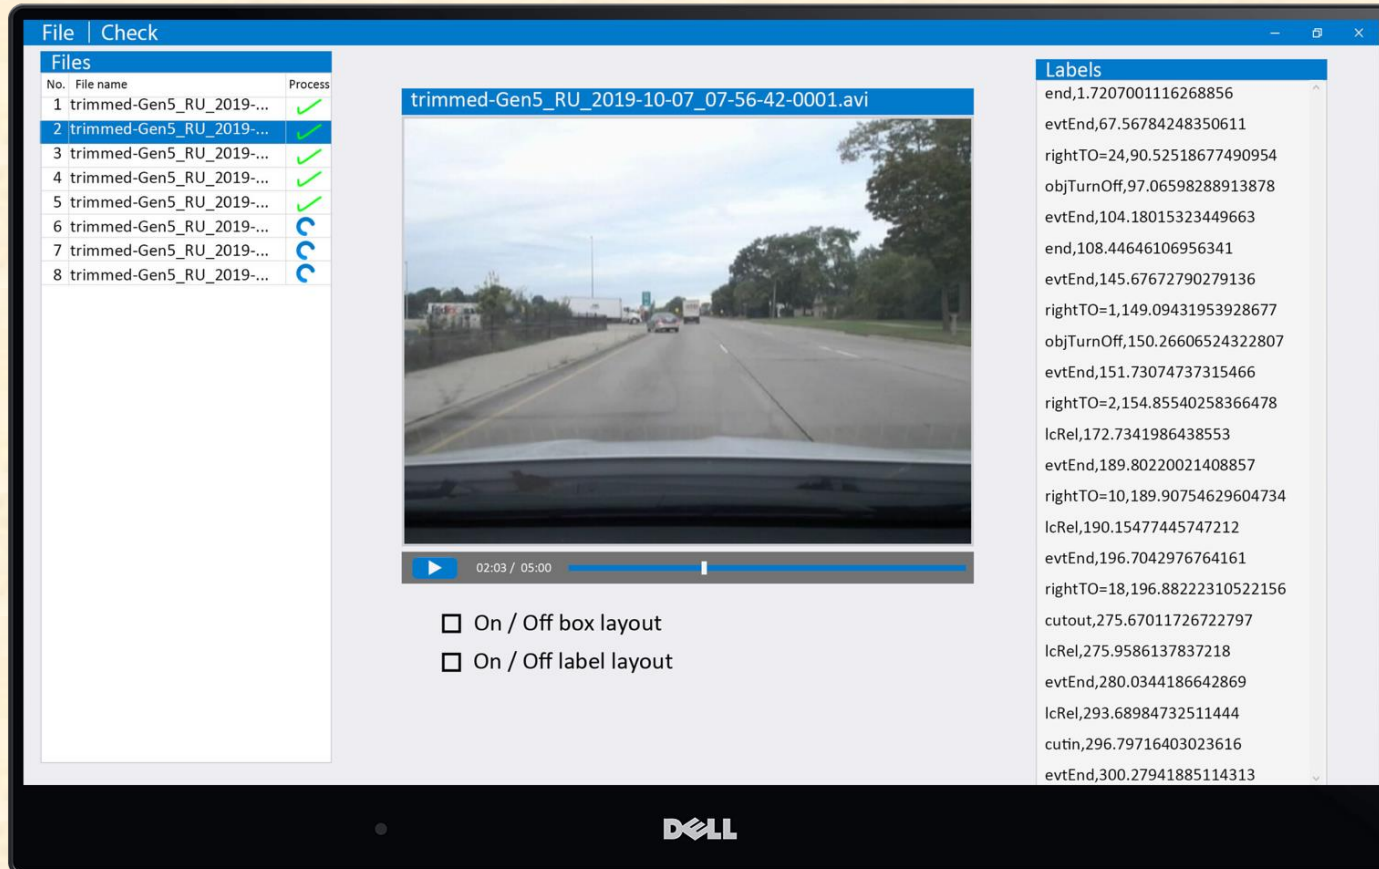 File | Check
Files
No. File name Process
1 trimmed-Gen5_RU_2019-...
2 trimmed-Gen5_RU_2019-...
3 trimmed-Gen5_RU_2019-...
4 trimmed-Gen5_RU_2019-...
5 trimmed-Gen5_RU_2019-...
6 trimmed-Gen5_RU_2019-...
7 trimmed-Gen5_RU_2019-...
8 trimmed-Gen5_RU_2019-...
trimmed-Gen5_RU_2019-10-07_07-56-42-0001.avi
02:03 / 05:00
On / Off box layout
On / Off label layout
Labels
end,1.7207001116268856
evtEnd,67.56784248350611
rightTO=24,90.52518677490954
objTurnOff,97.06598288913878
evtEnd,104.18015323449663
end,108.44646106956341
evtEnd,145.67672790279136
rightTO=1,149.09431953928677
objTurnOff,150.26606524322807
evtEnd,151.73074737315466
rightTO=2,154.85540258366478
lcRel,172.7341986438553
evtEnd,189.80220021408857
rightTO=10,189.90754629604734
lcRel,190.15477445747212
evtEnd,196.7042976764161
rightTO=18,196.88222310522156
cutout,275.67011726722797
lcRel,275.9586137837218
evtEnd,280.0344186642869
lcRel,293.68984732511444
cutin,296.79716403023616
evtEnd,300.27941885114313
DELL